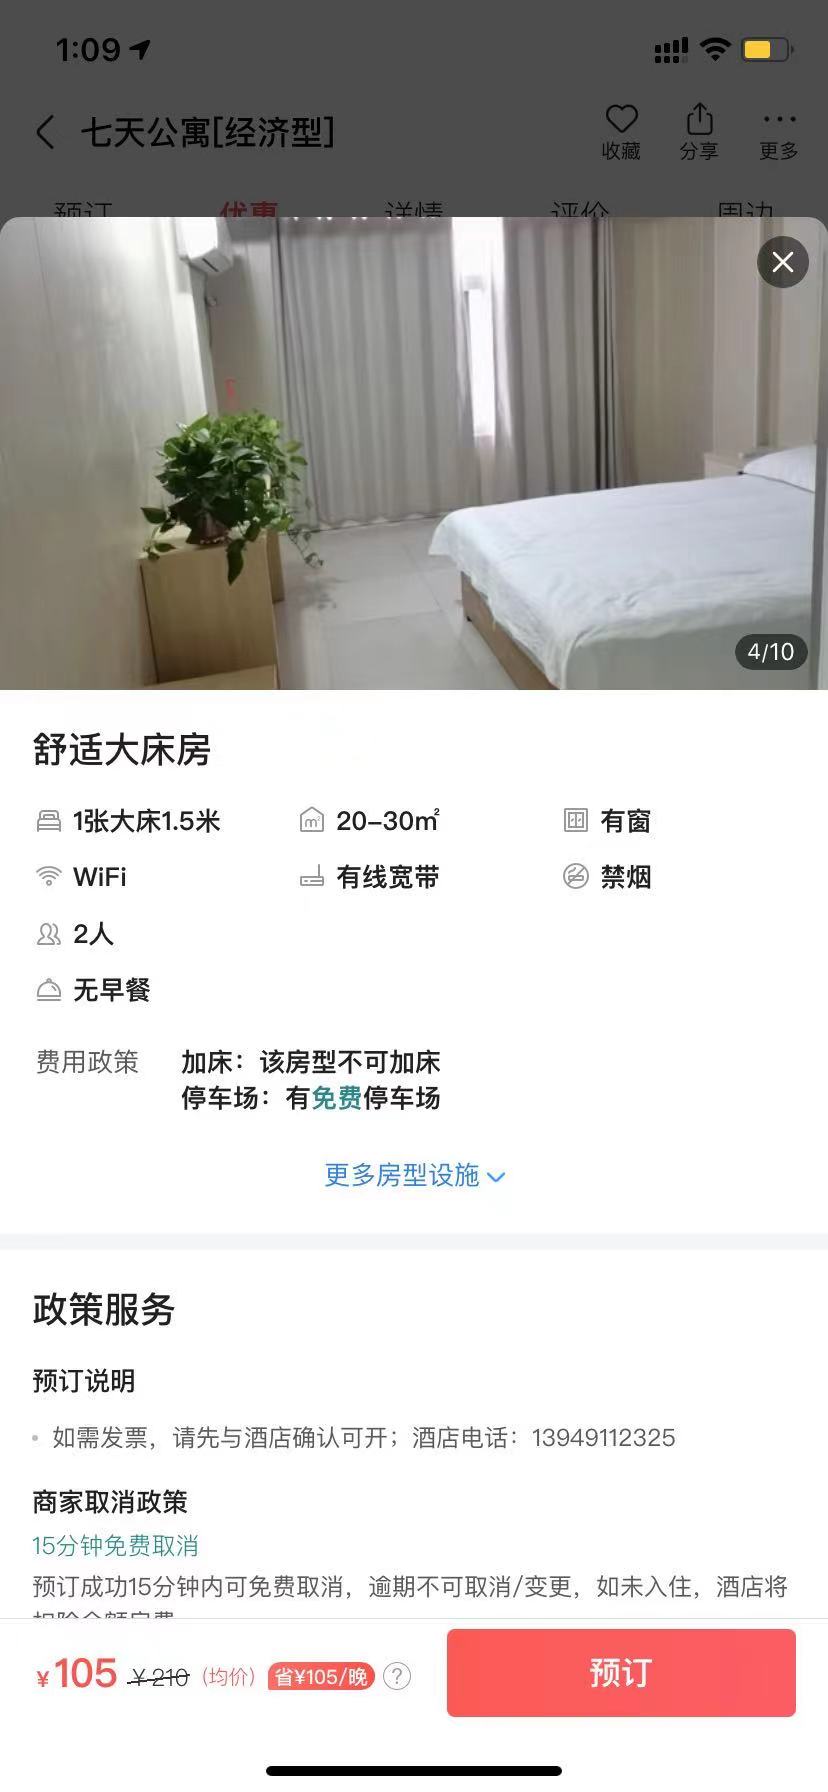 1:09
七天公寓[经济型]
收藏
分享
更多
预订
优惠
详情
评价
周边
4/10
舒适大床房
1张大床1.5米
20-30㎡
有窗
WiFi
有线宽带
禁烟
2人
无早餐
费用政策
加床：该房型不可加床
停车场：有免费停车场
更多房型设施
政策服务
预订说明
如需发票，请先与酒店确认可开；酒店电话：13949112325
商家取消政策
15分钟免费取消
预订成功15分钟内可免费取消，逾期不可取消/变更，如未入住，酒店将
扣除全额房费
¥105 ¥210 (均价) 省¥105/晚 ?
预订